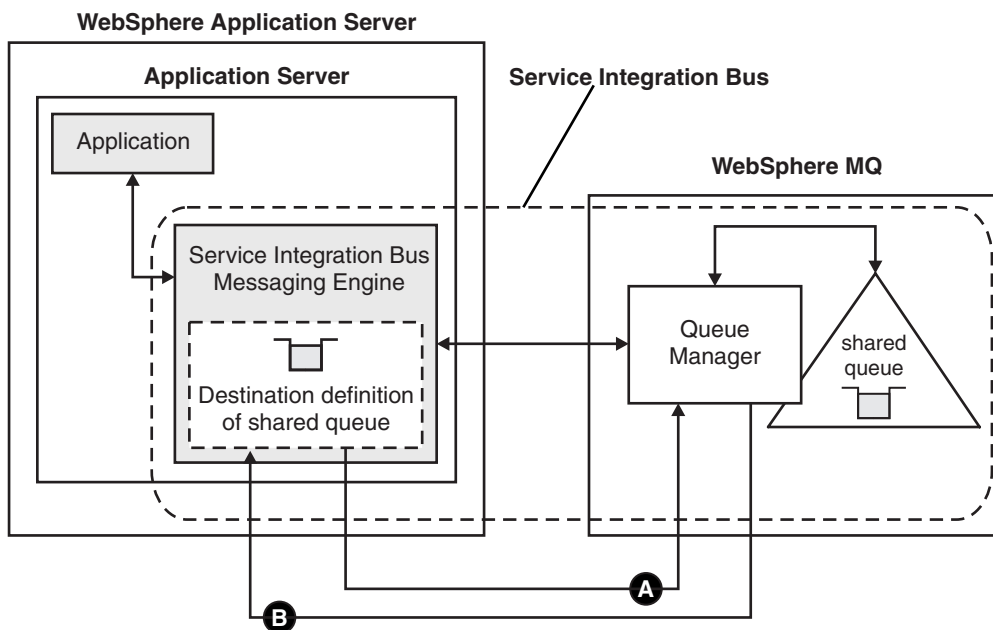 WebSphere Application Server
Application Server
Service Integration Bus
Application
WebSphere MQ
Service Integration Bus
Messaging Engine
Queue
Manager
shared
queue
Destination definition
of shared queue
A
B